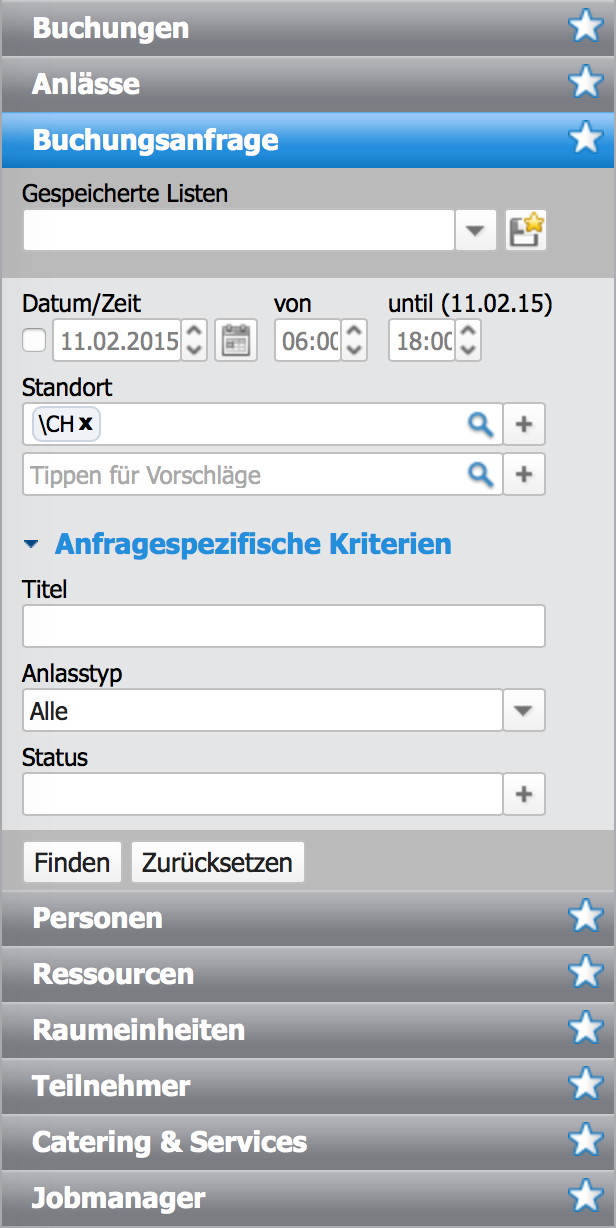 Buchungen
Anlässe
Buchungsanfrage
Gespeicherte Listen
Datum/Zeit von until (11.02.15)
11.02.2015 06:00 18:00
Standort
\CH x
Tippen für Vorschläge
Anfragespezifische Kriterien
Titel
Anlasstyp
Alle
Status
Finden Zurücksetzen
Personen
Ressourcen
Raumeinheiten
Teilnehmer
Catering & Services
Jobmanager